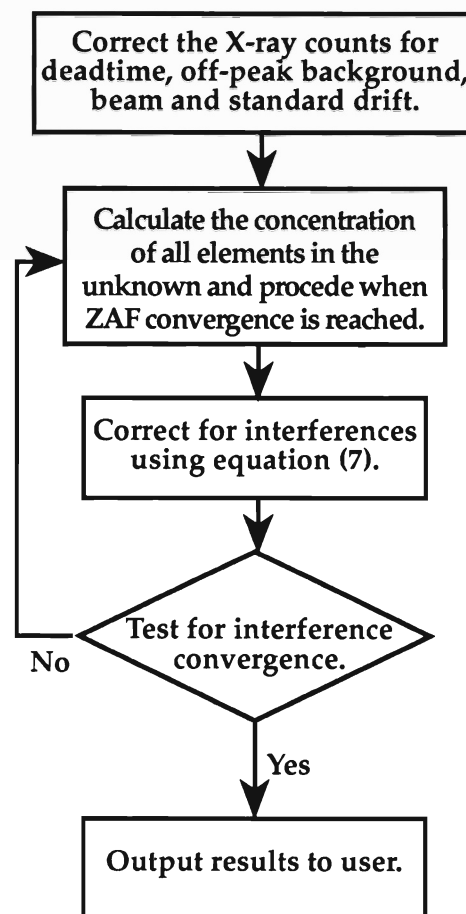 Correct the X-ray counts for
deadtime, off-peak background,
beam and standard drift.
Calculate the concentration
of all elements in the
unknown and procede when
ZAF convergence is reached.
Correct for interferences
using equation (7).
Test for interference
convergence.
No
Yes
Output results to user.